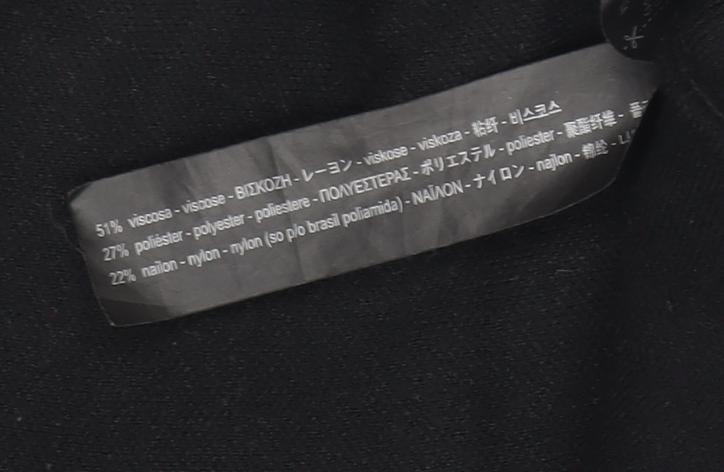 51% viscosa - viscose - ΒΙΣΚΟΖΗ - レーヨン - viskose - viskoza - 粘纤 - 비스코스
27% poliéster - polyester - poliestere - ΠΟΛΥΕΣΤΕΡΑΣ - ポリエステル - poliester - 聚酯纤维 -
22% naílon - nylon - nylon (so p/o brasil poliamida) - ΝΑΪΛΟΝ - ナイロン - najlon - 锦纶 -